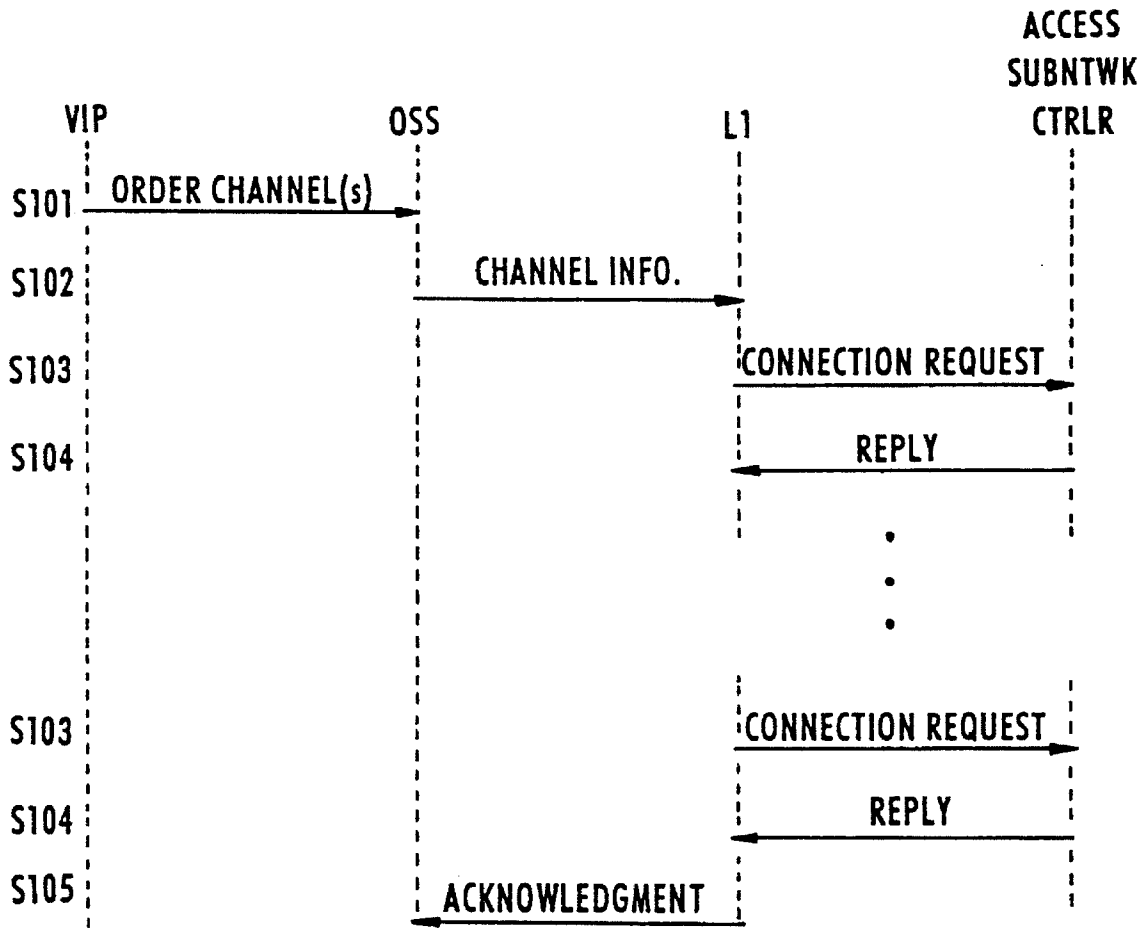 ACCESS
SUBNTWK
CTRLR
VIP
OSS
L1
S101
ORDER CHANNEL(s)
S102
CHANNEL INFO.
S103
CONNECTION REQUEST
S104
REPLY
S103
CONNECTION REQUEST
S104
REPLY
S105
ACKNOWLEDGMENT